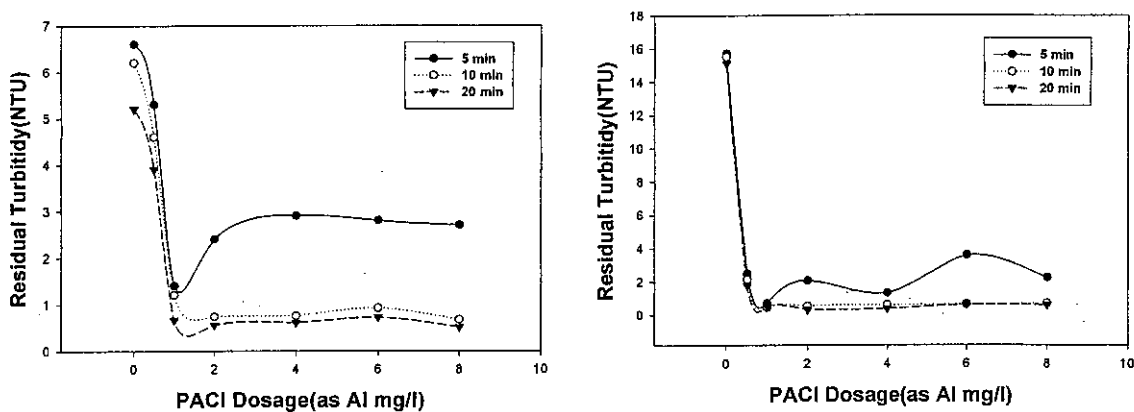 7
6
5
4
3
2
1
0
Residual Turbitidy(NTU)
5 min
10 min
20 min
0 2 4 6 8 10
PACl Dosage(as Al mg/l)
18
16
14
12
10
8
6
4
2
0
Residual Turbitidy(NTU)
5 min
10 min
20 min
0 2 4 6 8 10
PACl Dosage(as Al mg/l)